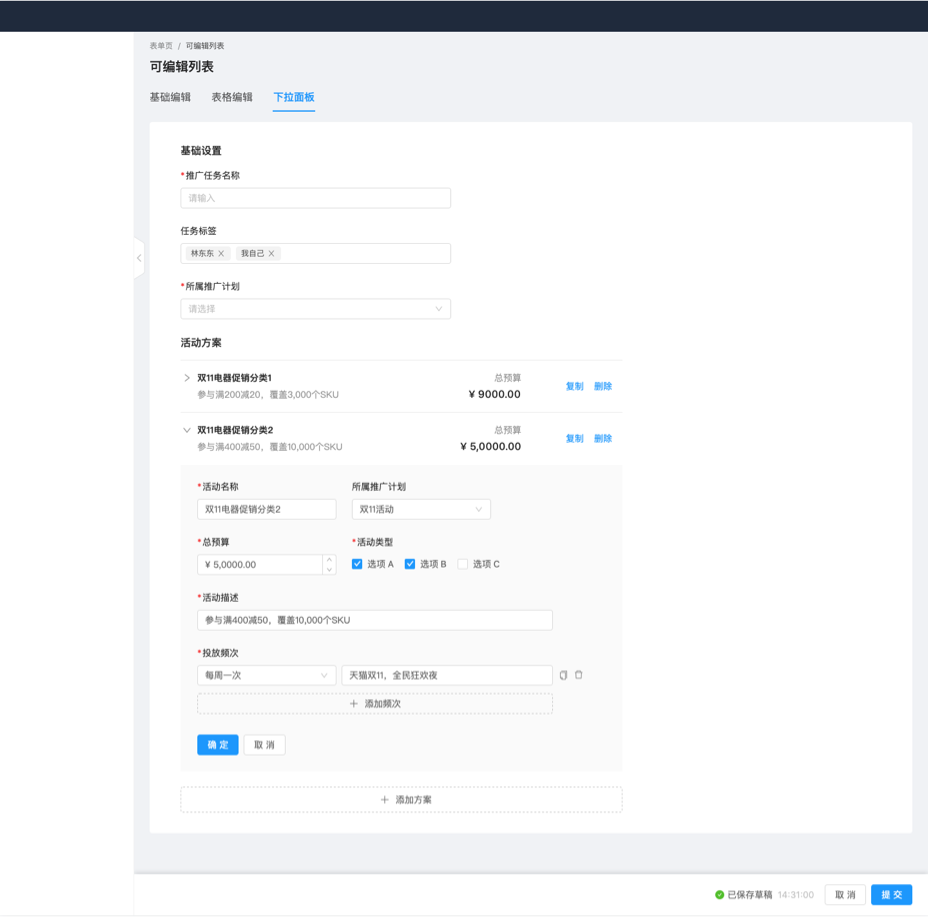 表单页 / 可编辑列表
可编辑列表
基础编辑 表格编辑 下拉面板
基础设置
*推广任务名称
请输入
任务标签
林东东 我自己
*所属推广计划
请选择
活动方案
双11电器促销分类1 总预算
参与满200减20，覆盖3,000个SKU ¥ 9000.00 复制 删除
双11电器促销分类2 总预算
参与满400减50，覆盖10,000个SKU ¥ 5,0000.00 复制 删除
*活动名称 所属推广计划
双11电器促销分类2 双11活动
*总预算 *活动类型
¥ 5,0000.00 选项 A 选项 B 选项 C
*活动描述
参与满400减50，覆盖10,000个SKU
*投放频次
每周一次 天猫双11，全民狂欢夜
添加频次
确 定 取 消
添加方案
已保存草稿 14:31:00 取 消 提 交